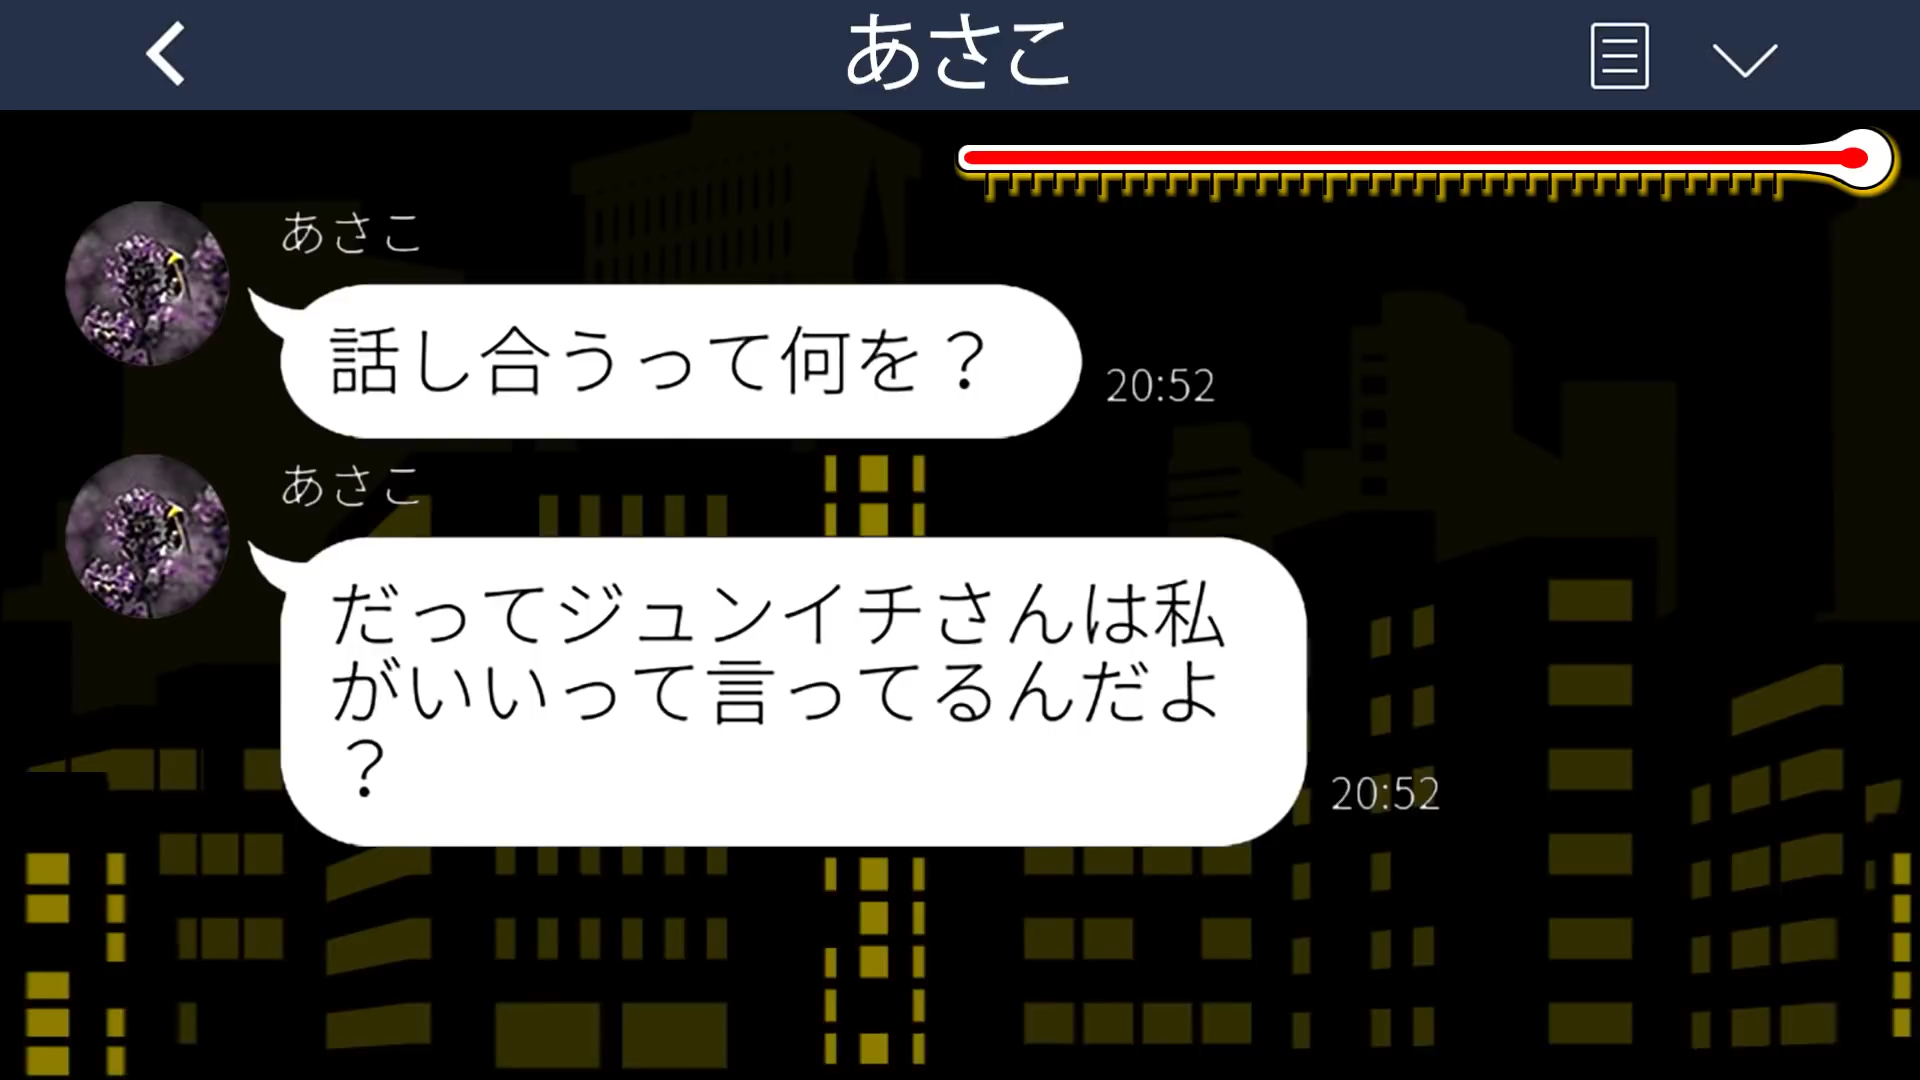 あさこ
あさこ
話し合うって何を？
20:52
あさこ
だってジュンイチさんは私
がいいって言ってるんだよ
？
20:52